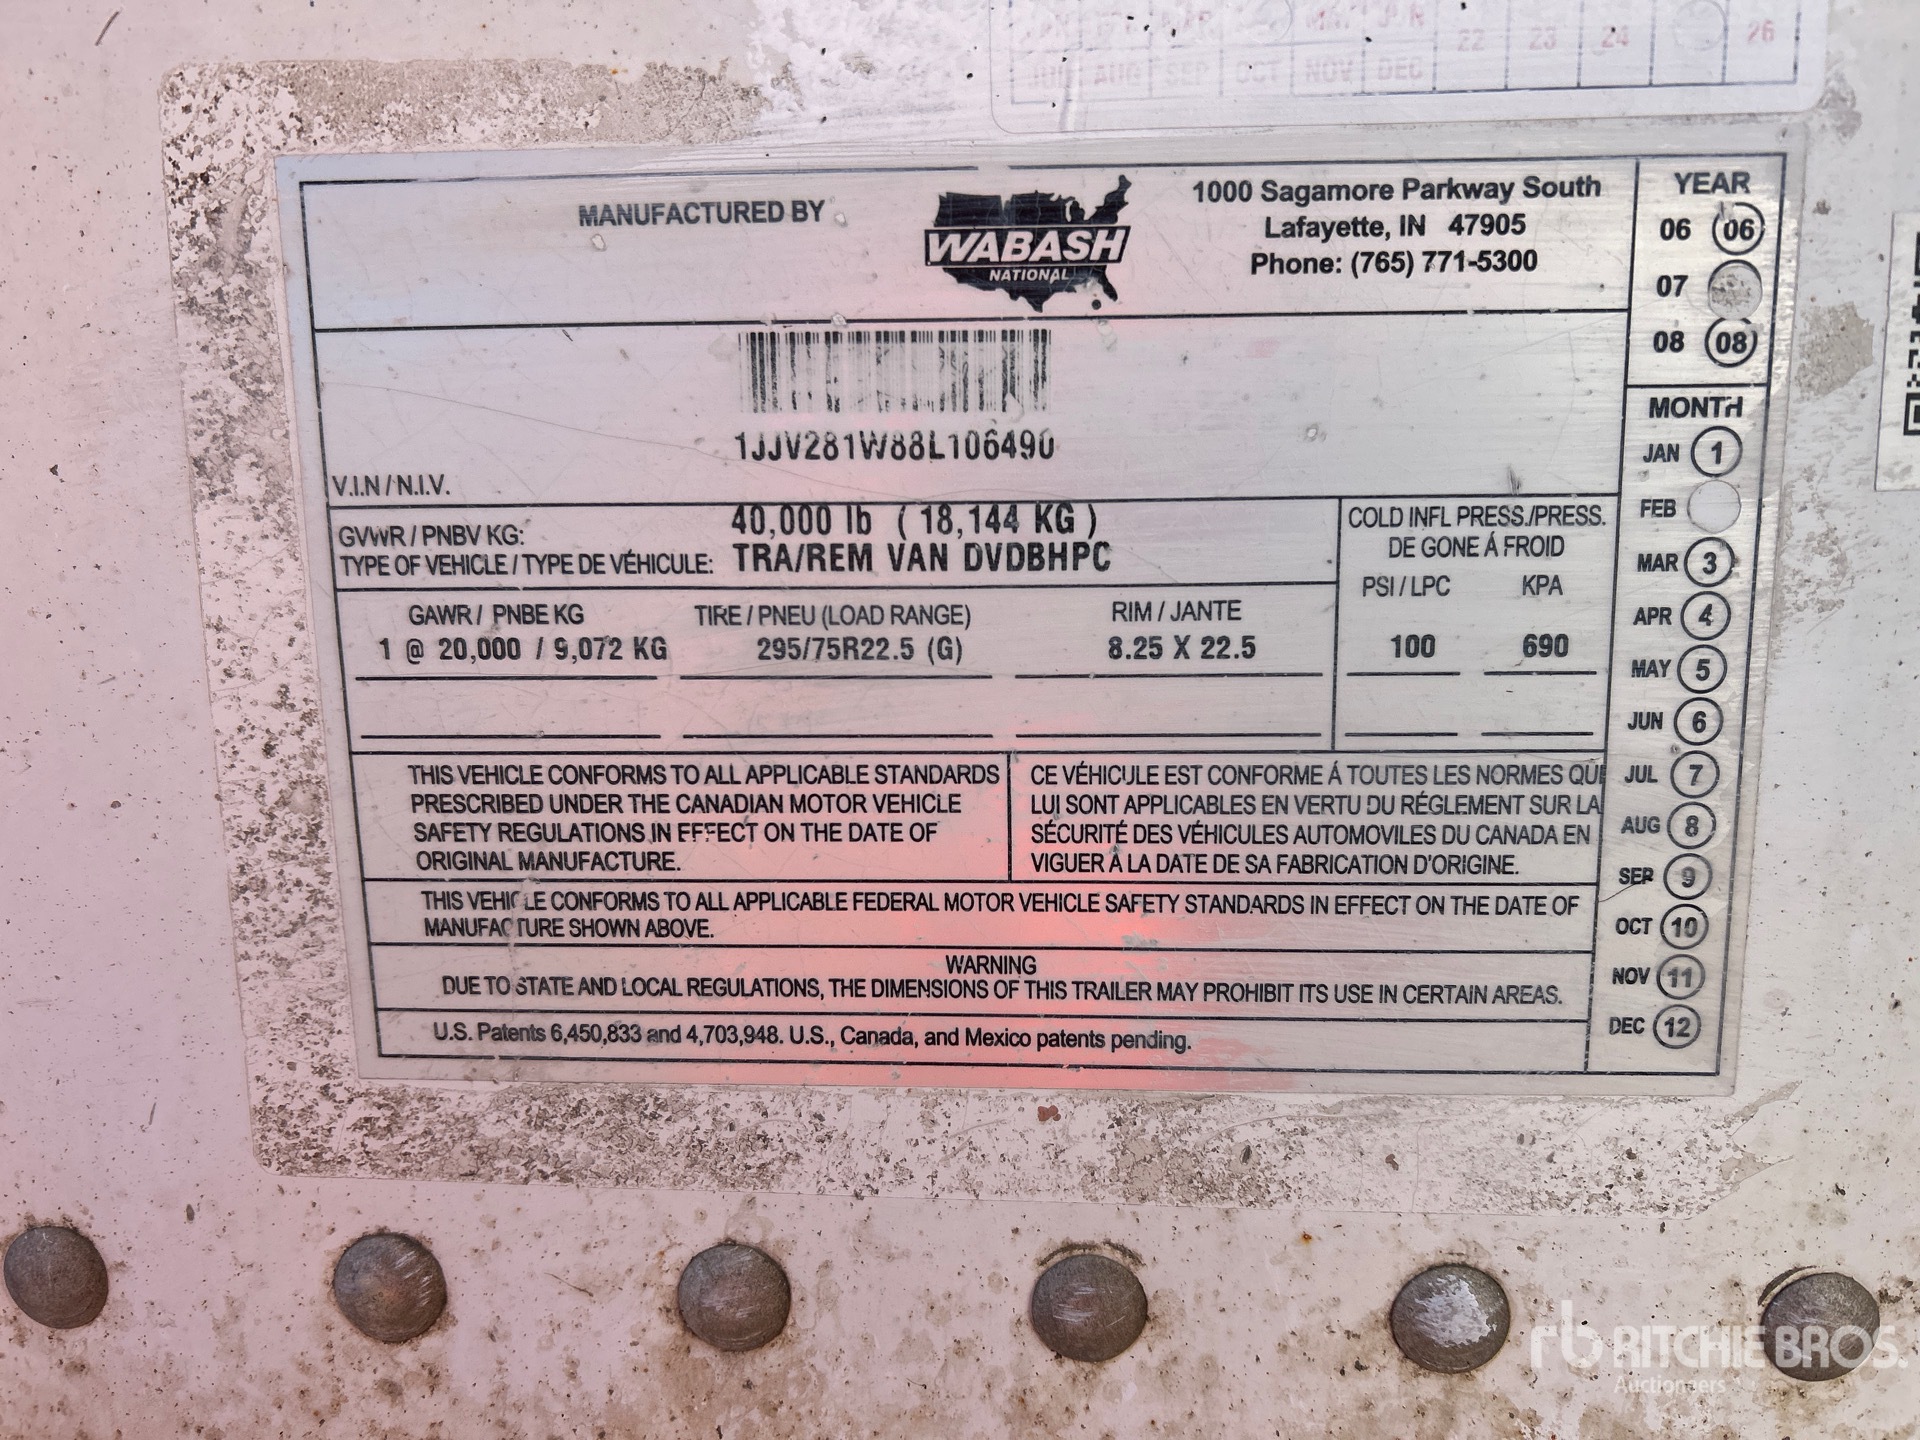 22 23 24 26
AUG SEP OCT NOV DEC
MANUFACTURED BY
WABASH
NATIONAL
1000 Sagamore Parkway South
Lafayette, IN 47905
Phone: (765) 771-5300
YEAR
06 06
07
08 08
1JJV281W88L106490
V.I.N / N.I.V.
GVWR / PNBV KG: 40,000 lb ( 18,144 KG )
TYPE OF VEHICLE / TYPE DE VÉHICULE: TRA/REM VAN DVDBHPC
COLD INFL PRESS./PRESS.
DE GONE Á FROID
PSI / LPC KPA
GAWR / PNBE KG TIRE / PNEU (LOAD RANGE) RIM / JANTE
1 @ 20,000 / 9,072 KG 295/75R22.5 (G) 8.25 X 22.5 100 690
THIS VEHICLE CONFORMS TO ALL APPLICABLE STANDARDS
PRESCRIBED UNDER THE CANADIAN MOTOR VEHICLE
SAFETY REGULATIONS IN EFFECT ON THE DATE OF
ORIGINAL MANUFACTURE.
CE VÉHICULE EST CONFORME Á TOUTES LES NORMES QUI
LUI SONT APPLICABLES EN VERTU DU RÉGLEMENT SUR LA
SÉCURITÉ DES VÉHICULES AUTOMOVILES DU CANADA EN
VIGUER Á LA DATE DE SA FABRICATION D'ORIGINE.
THIS VEHICLE CONFORMS TO ALL APPLICABLE FEDERAL MOTOR VEHICLE SAFETY STANDARDS IN EFFECT ON THE DATE OF
MANUFACTURE SHOWN ABOVE.
WARNING
DUE TO STATE AND LOCAL REGULATIONS, THE DIMENSIONS OF THIS TRAILER MAY PROHIBIT ITS USE IN CERTAIN AREAS.
U.S. Patents 6,450,833 and 4,703,948. U.S., Canada, and Mexico patents pending.
MONTH
JAN 1
FEB
MAR 3
APR 4
MAY 5
JUN 6
JUL 7
AUG 8
SEP 9
OCT 10
NOV 11
DEC 12
rb RITCHIE BROS.
Auctioneers